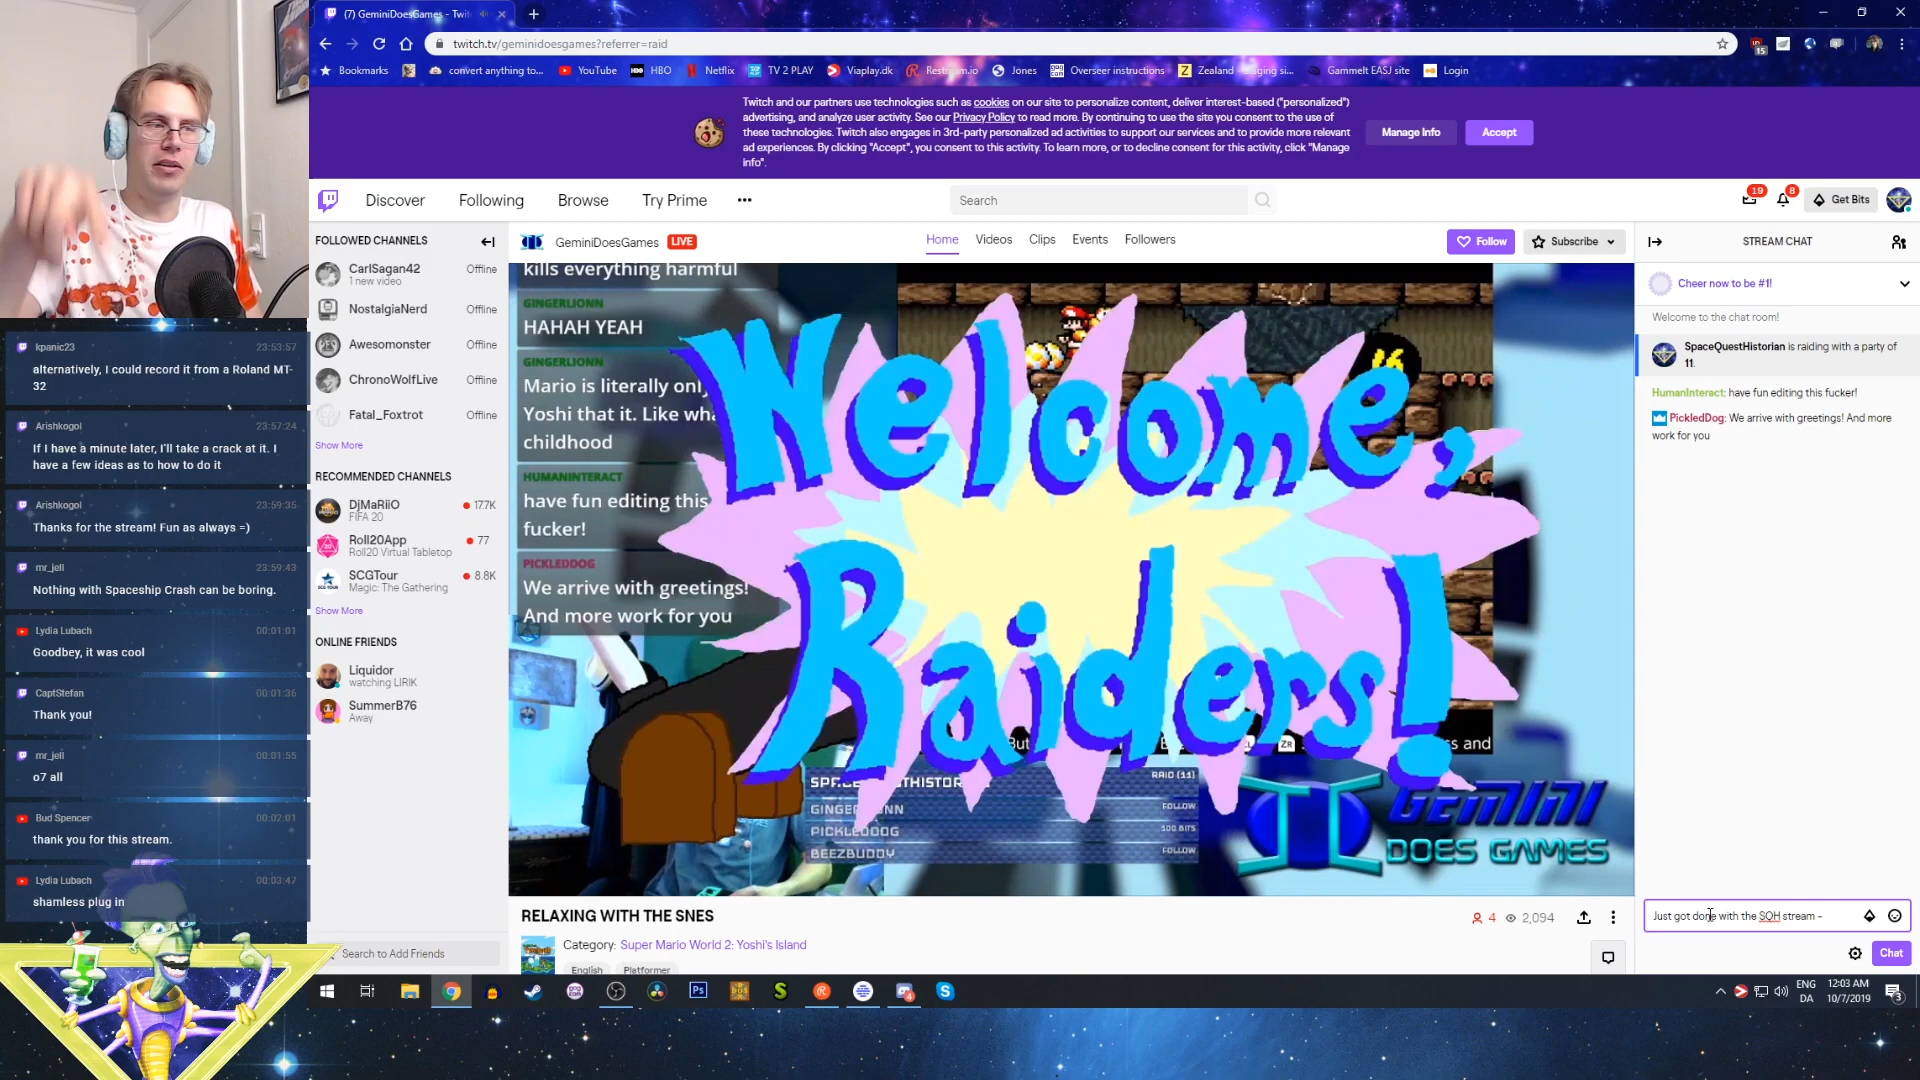 (7) GeminiDoesGames - Twit
twitch.tv/geminidoesgames?referrer=raid
15
Bookmarks
convert anything to...
YouTube
HBO
Netflix
TV 2 PLAY
Viaplay.dk
Restream.io
Jones
Overseer instructions
Zealand
Gammelt EASJ site
Login
Twitch and our partners use technologies such as cookies on our site to personalize content, deliver interest-based ("personalized")
advertising, and analyze user activity. See our Privacy Policy to read more. By continuing to use the site you consent to the use of
these technologies. Twitch also engages in 3rd-party personalized ad activities to support our services and to provide more relevant
ad experiences. By clicking "Accept", you consent to this activity. To learn more, or to decline consent for this activity, click "Manage
info".
Manage Info
Accept
Discover
Following
Browse
Try Prime
Search
19
8
Get Bits
FOLLOWED CHANNELS
CarlSagan42
Offline
1 new video
NostalgiaNerd
Offline
Awesomonster
Offline
ChronoWolfLive
Offline
Fatal_Foxtrot
Offline
Show More
RECOMMENDED CHANNELS
DjMaRiiO
17.7K
FIFA 20
Roll20App
77
Roll20 Virtual Tabletop
SCGTour
8.8K
Magic: The Gathering
Show More
ONLINE FRIENDS
Liquidor
watching LIRIK
SummerB76
Away
Search to Add Friends
GeminiDoesGames
LIVE
Home
Videos
Clips
Events
Followers
Follow
Subscribe
kills everything harmful
GINGERLIONN
HAHAH YEAH
GINGERLIONN
Mario is literally only
Yoshi that it. Like wha
childhood
HUMANINTERACT
have fun editing this
fucker!
PICKLEDDOG
We arrive with greetings!
And more work for you
Welcome,
Raiders!
But
ZR
s and
RAID (11)
FOLLOW
PICKLEDDOG
100 BITS
BEEZBUDDY
FOLLOW
GEMINI
DOES GAMES
RELAXING WITH THE SNES
4
2,094
Category: Super Mario World 2: Yoshi's Island
English
Platformer
STREAM CHAT
Cheer now to be #1!
Welcome to the chat room!
SpaceQuestHistorian is raiding with a party of
11.
HumanInteract: have fun editing this fucker!
PickledDog: We arrive with greetings! And more
work for you
Just got done with the SQH stream -
Chat
kpanic23
23:53:57
alternatively, I could record it from a Roland MT-
32
Arishkogol
23:57:24
If I have a minute later, I'll take a crack at it. I
have a few ideas as to how to do it
Arishkogol
23:59:35
Thanks for the stream! Fun as always =)
mr_jell
23:59:43
Nothing with Spaceship Crash can be boring.
Lydia Lubach
00:01:01
Goodbey, it was cool
CaptStefan
00:01:36
Thank you!
mr_jell
00:01:55
o7 all
Bud Spencer
00:02:01
thank you for this stream.
Lydia Lubach
00:03:47
shamless plug in
Ps
ENG
DA
12:03 AM
10/7/2019
3